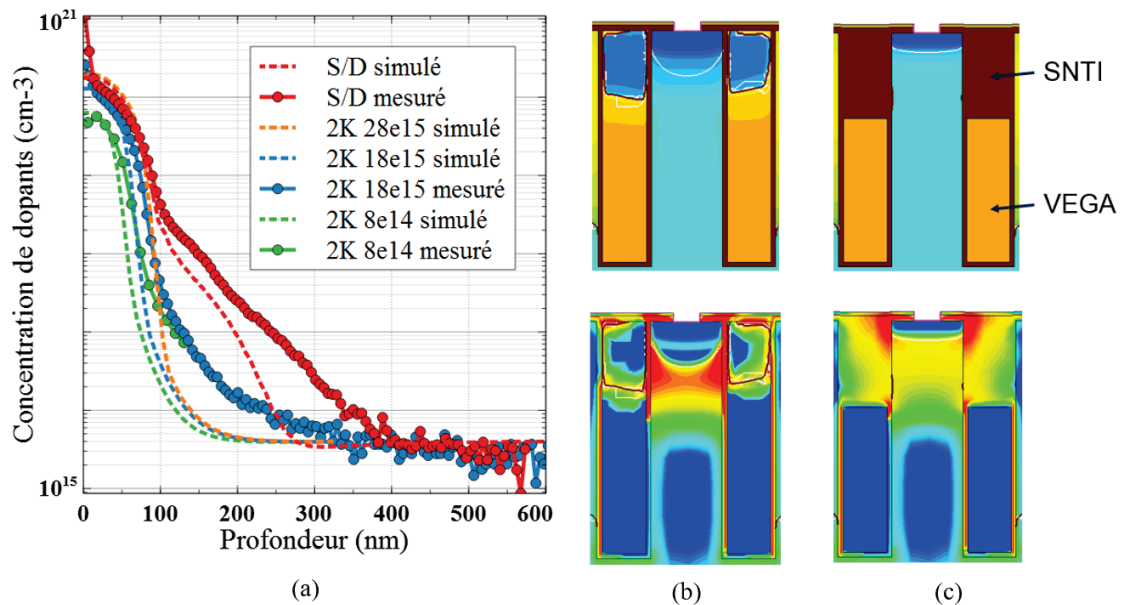 Concentration de dopants (cm-3)
10²¹
10¹⁵
S/D simulé
S/D mesuré
2K 28e15 simulé
2K 18e15 simulé
2K 18e15 mesuré
2K 8e14 simulé
2K 8e14 mesuré
0 100 200 300 400 500 600
Profondeur (nm)
SNTI
VEGA
(a) (b) (c)